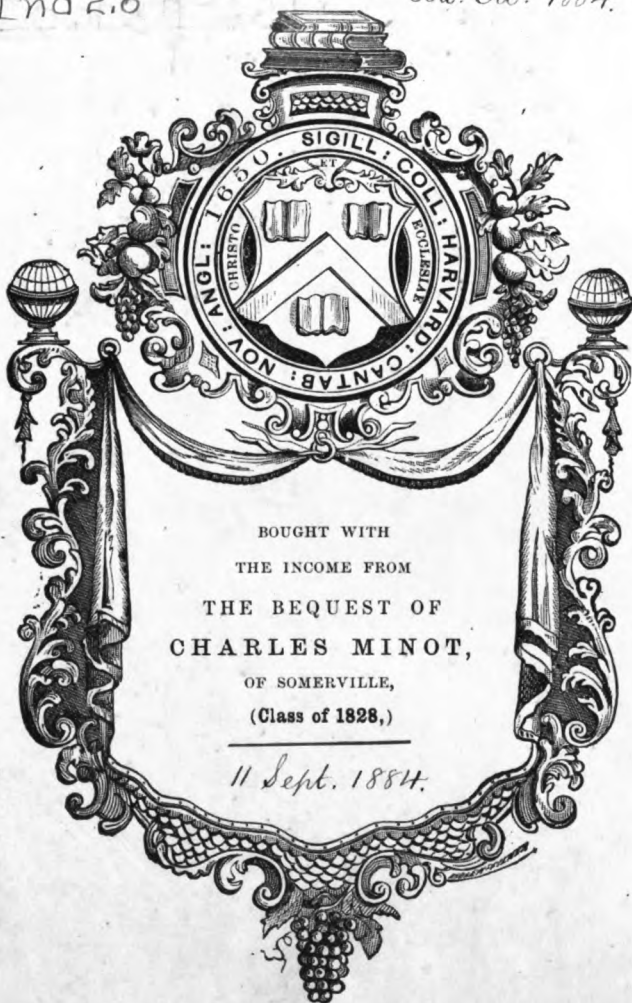 1884.
SIGILL: COLL: HARVARD: CANTAB: NOV: ANGL: 1650.
ET
CHRISTO
ECCLESIAE
BOUGHT WITH
THE INCOME FROM
THE BEQUEST OF
CHARLES MINOT,
OF SOMERVILLE,
(Class of 1828,)
11 Sept. 1884.